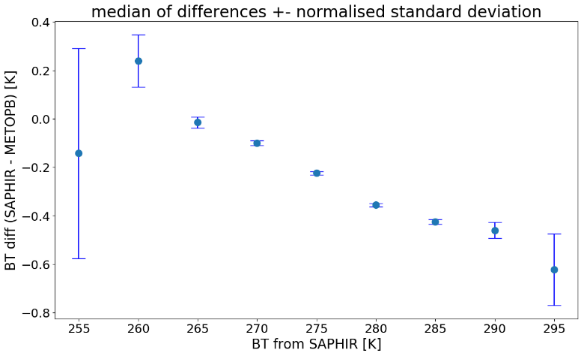 median of differences +- normalised standard deviation
BT diff (SAPHIR - METOPB) [K]
0.4
0.2
0.0
−0.2
−0.4
−0.6
−0.8
255 260 265 270 275 280 285 290 295
BT from SAPHIR [K]